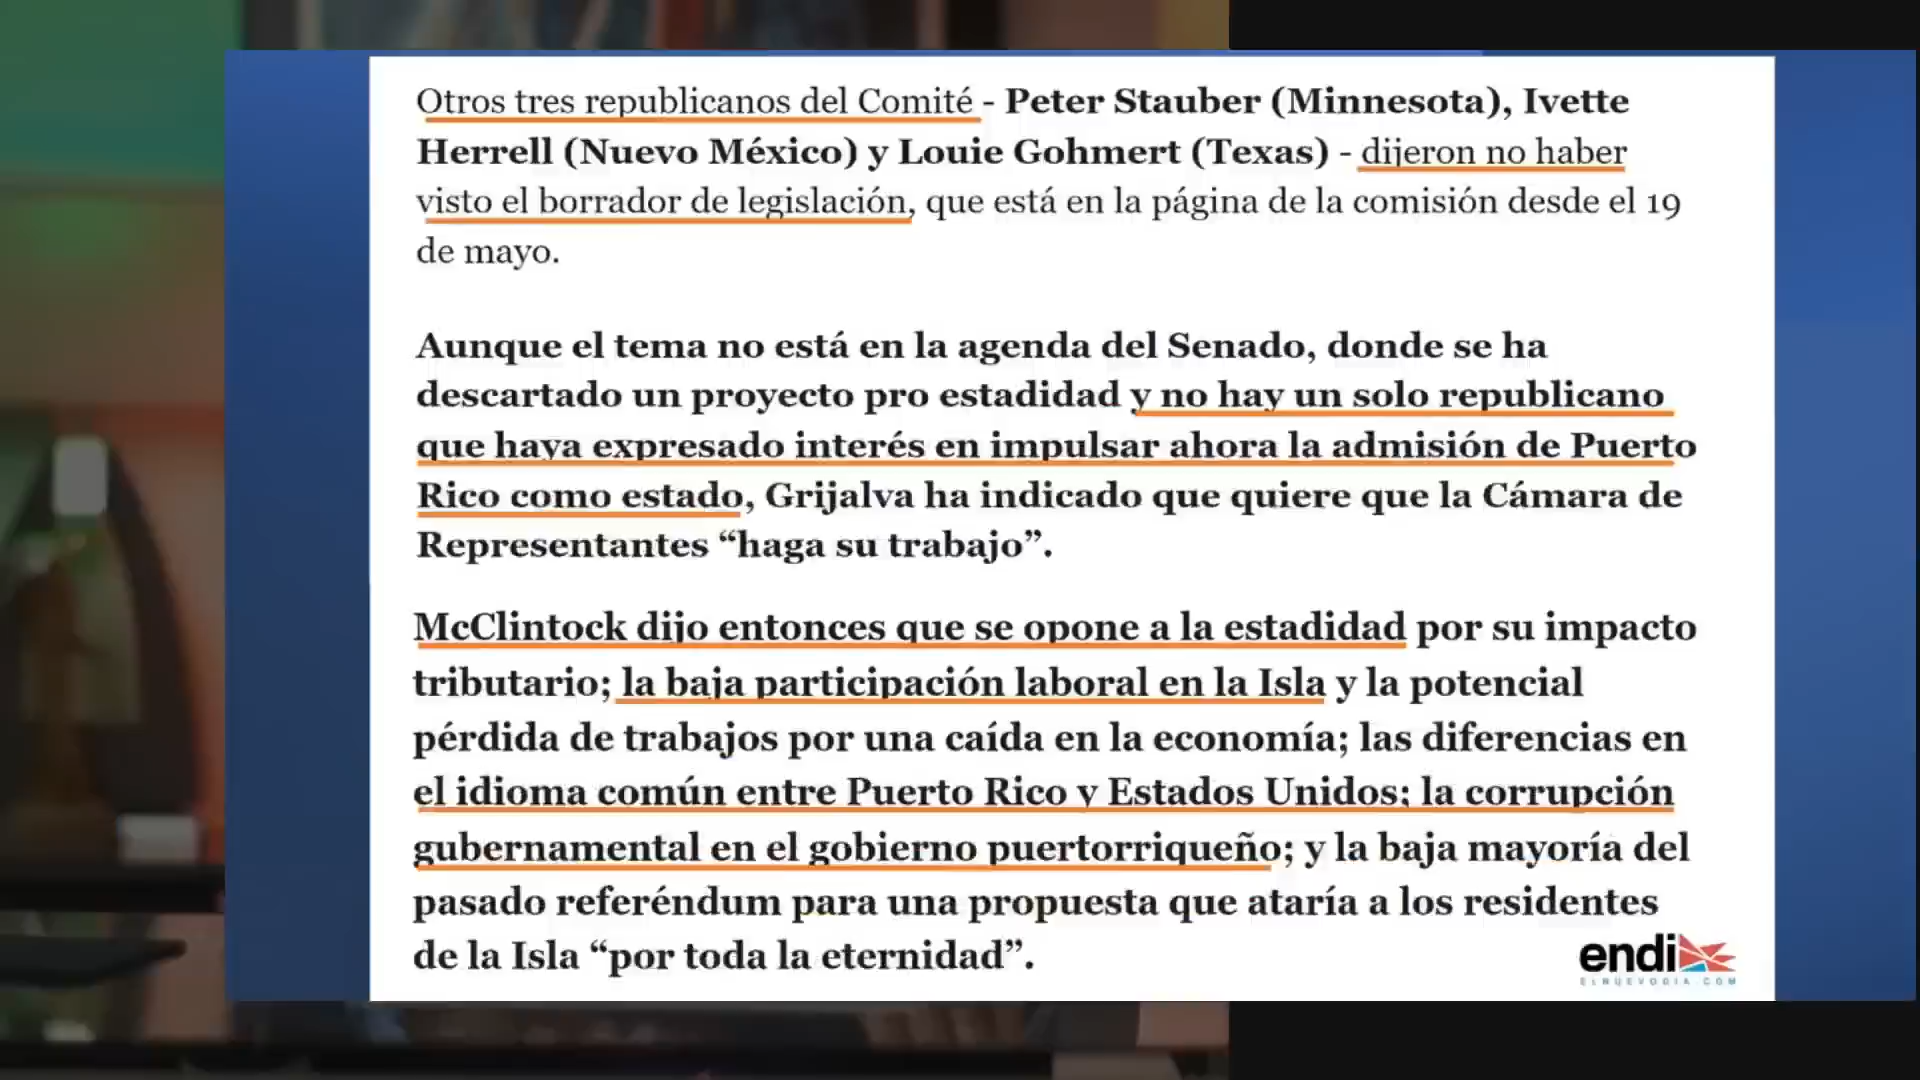 Otros tres republicanos del Comité - Peter Stauber (Minnesota), Ivette
Herrell (Nuevo México) y Louie Gohmert (Texas) - dijeron no haber
visto el borrador de legislación, que está en la página de la comisión desde el 19
de mayo.
Aunque el tema no está en la agenda del Senado, donde se ha
descartado un proyecto pro estadidad y no hay un solo republicano
que haya expresado interés en impulsar ahora la admisión de Puerto
Rico como estado, Grijalva ha indicado que quiere que la Cámara de
Representantes “haga su trabajo”.
McClintock dijo entonces que se opone a la estadidad por su impacto
tributario; la baja participación laboral en la Isla y la potencial
pérdida de trabajos por una caída en la economía; las diferencias en
el idioma común entre Puerto Rico y Estados Unidos; la corrupción
gubernamental en el gobierno puertorriqueño; y la baja mayoría del
pasado referéndum para una propuesta que ataría a los residentes
de la Isla “por toda la eternidad”.
endi
ELNUEVODIA.COM